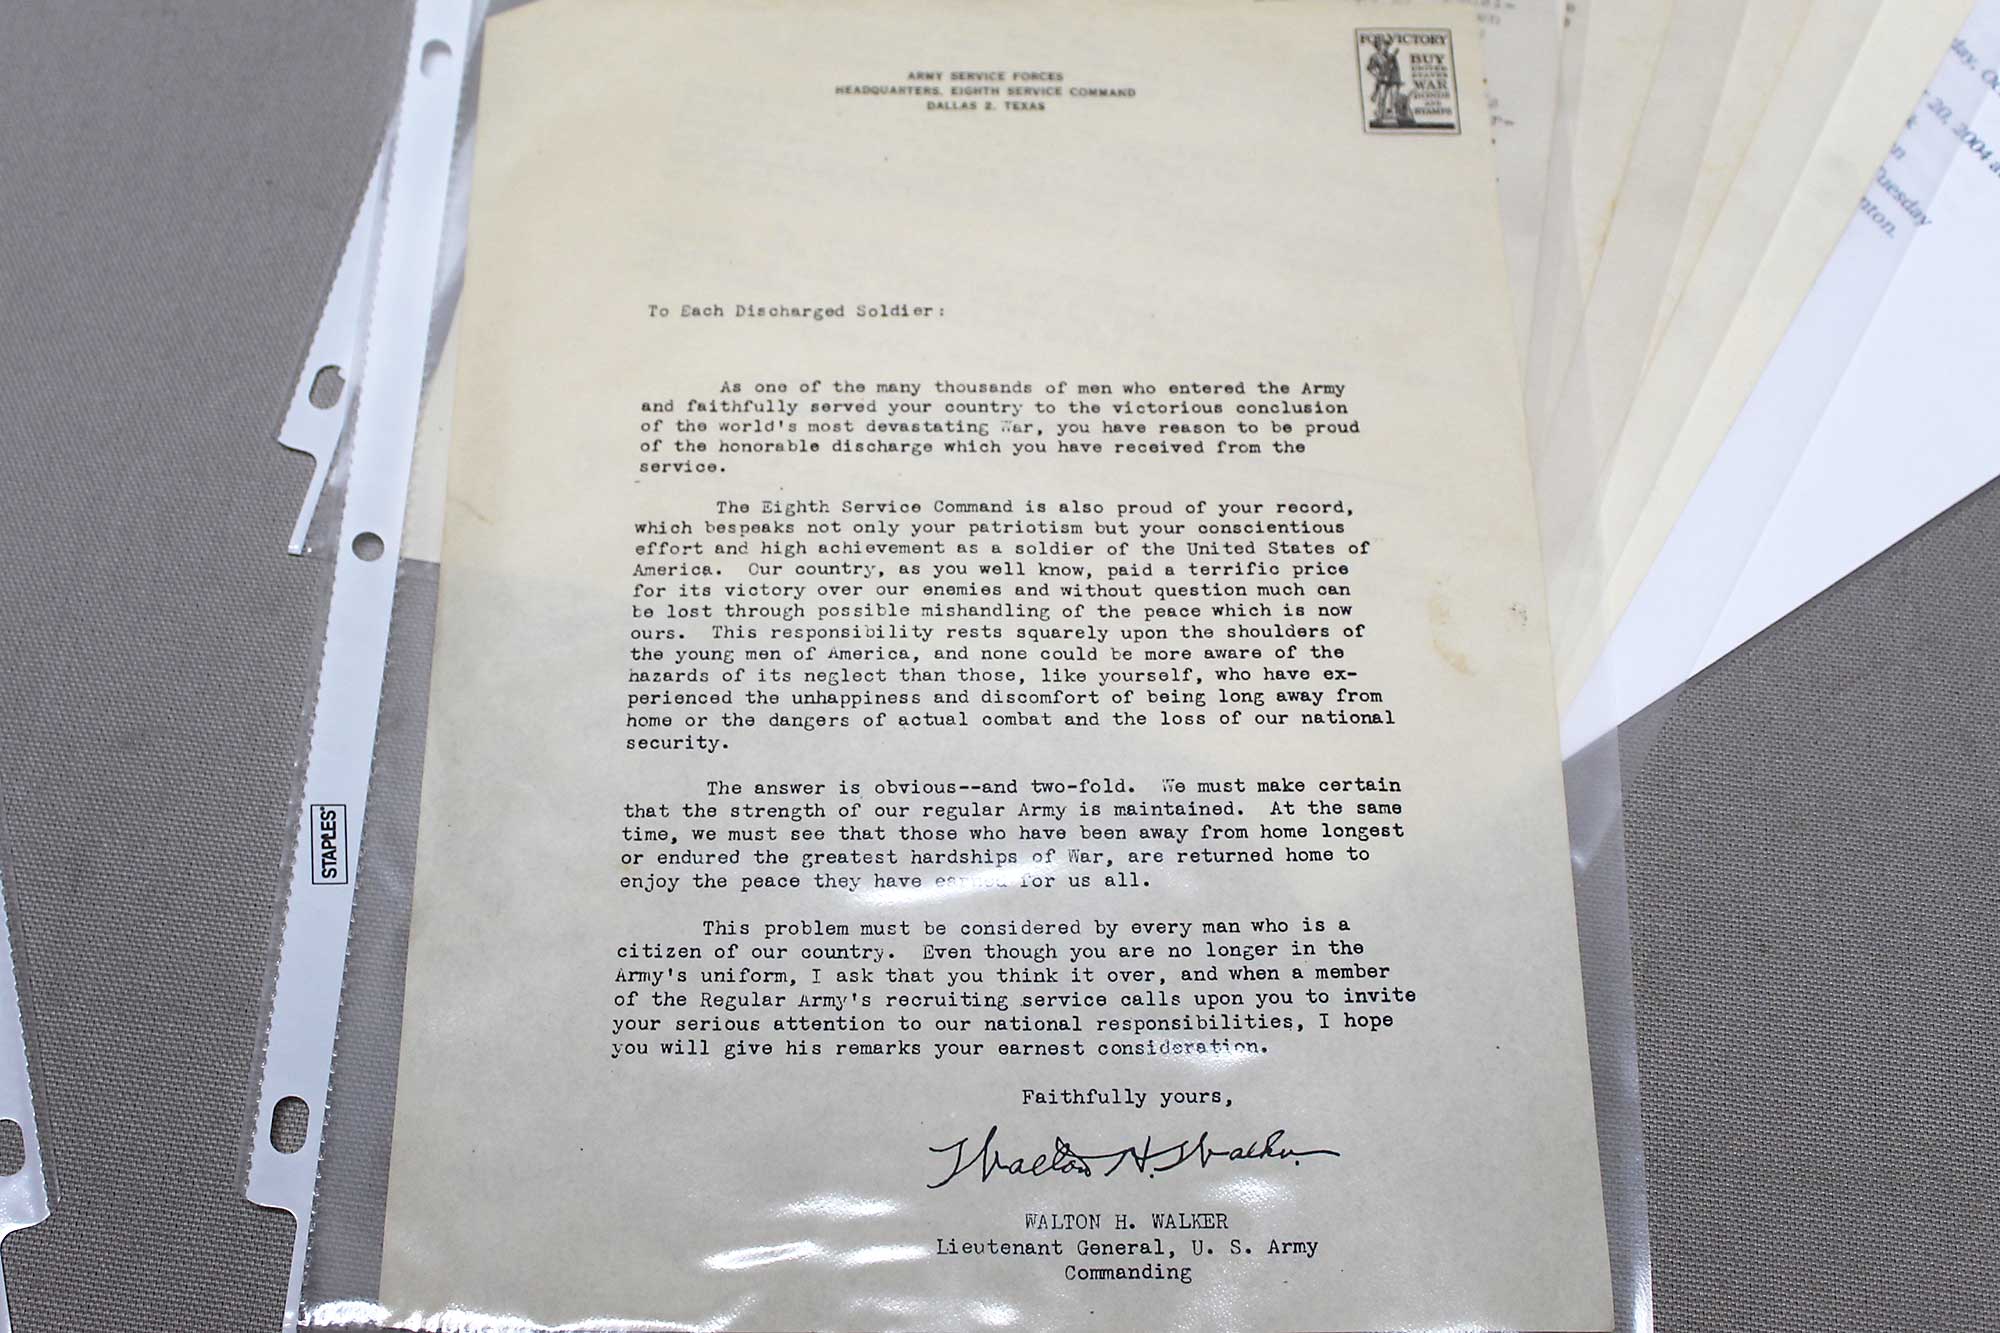 ARMY SERVICE FORCES
HEADQUARTERS, EIGHTH SERVICE COMMAND
DALLAS 2, TEXAS
FOR VICTORY
BUY
UNITED
STATES
WAR
BONDS
AND
STAMPS
To Each Discharged Soldier:
As one of the many thousands of men who entered the Army
and faithfully served your country to the victorious conclusion
of the world's most devastating War, you have reason to be proud
of the honorable discharge which you have received from the
service.
The Eighth Service Command is also proud of your record,
which bespeaks not only your patriotism but your conscientious
effort and high achievement as a soldier of the United States of
America. Our country, as you well know, paid a terrific price
for its victory over our enemies and without question much can
be lost through possible mishandling of the peace which is now
ours. This responsibility rests squarely upon the shoulders of
the young men of America, and none could be more aware of the
hazards of its neglect than those, like yourself, who have ex-
perienced the unhappiness and discomfort of being long away from
home or the dangers of actual combat and the loss of our national
security.
The answer is obvious--and two-fold. We must make certain
that the strength of our regular Army is maintained. At the same
time, we must see that those who have been away from home longest
or endured the greatest hardships of War, are returned home to
enjoy the peace they have earned for us all.
This problem must be considered by every man who is a
citizen of our country. Even though you are no longer in the
Army's uniform, I ask that you think it over, and when a member
of the Regular Army's recruiting service calls upon you to invite
your serious attention to our national responsibilities, I hope
you will give his remarks your earnest consideration.
Faithfully yours,
Walton H. Walker
WALTON H. WALKER
Lieutenant General, U. S. Army
Commanding
STAPLES
20, 2004
Tuesday